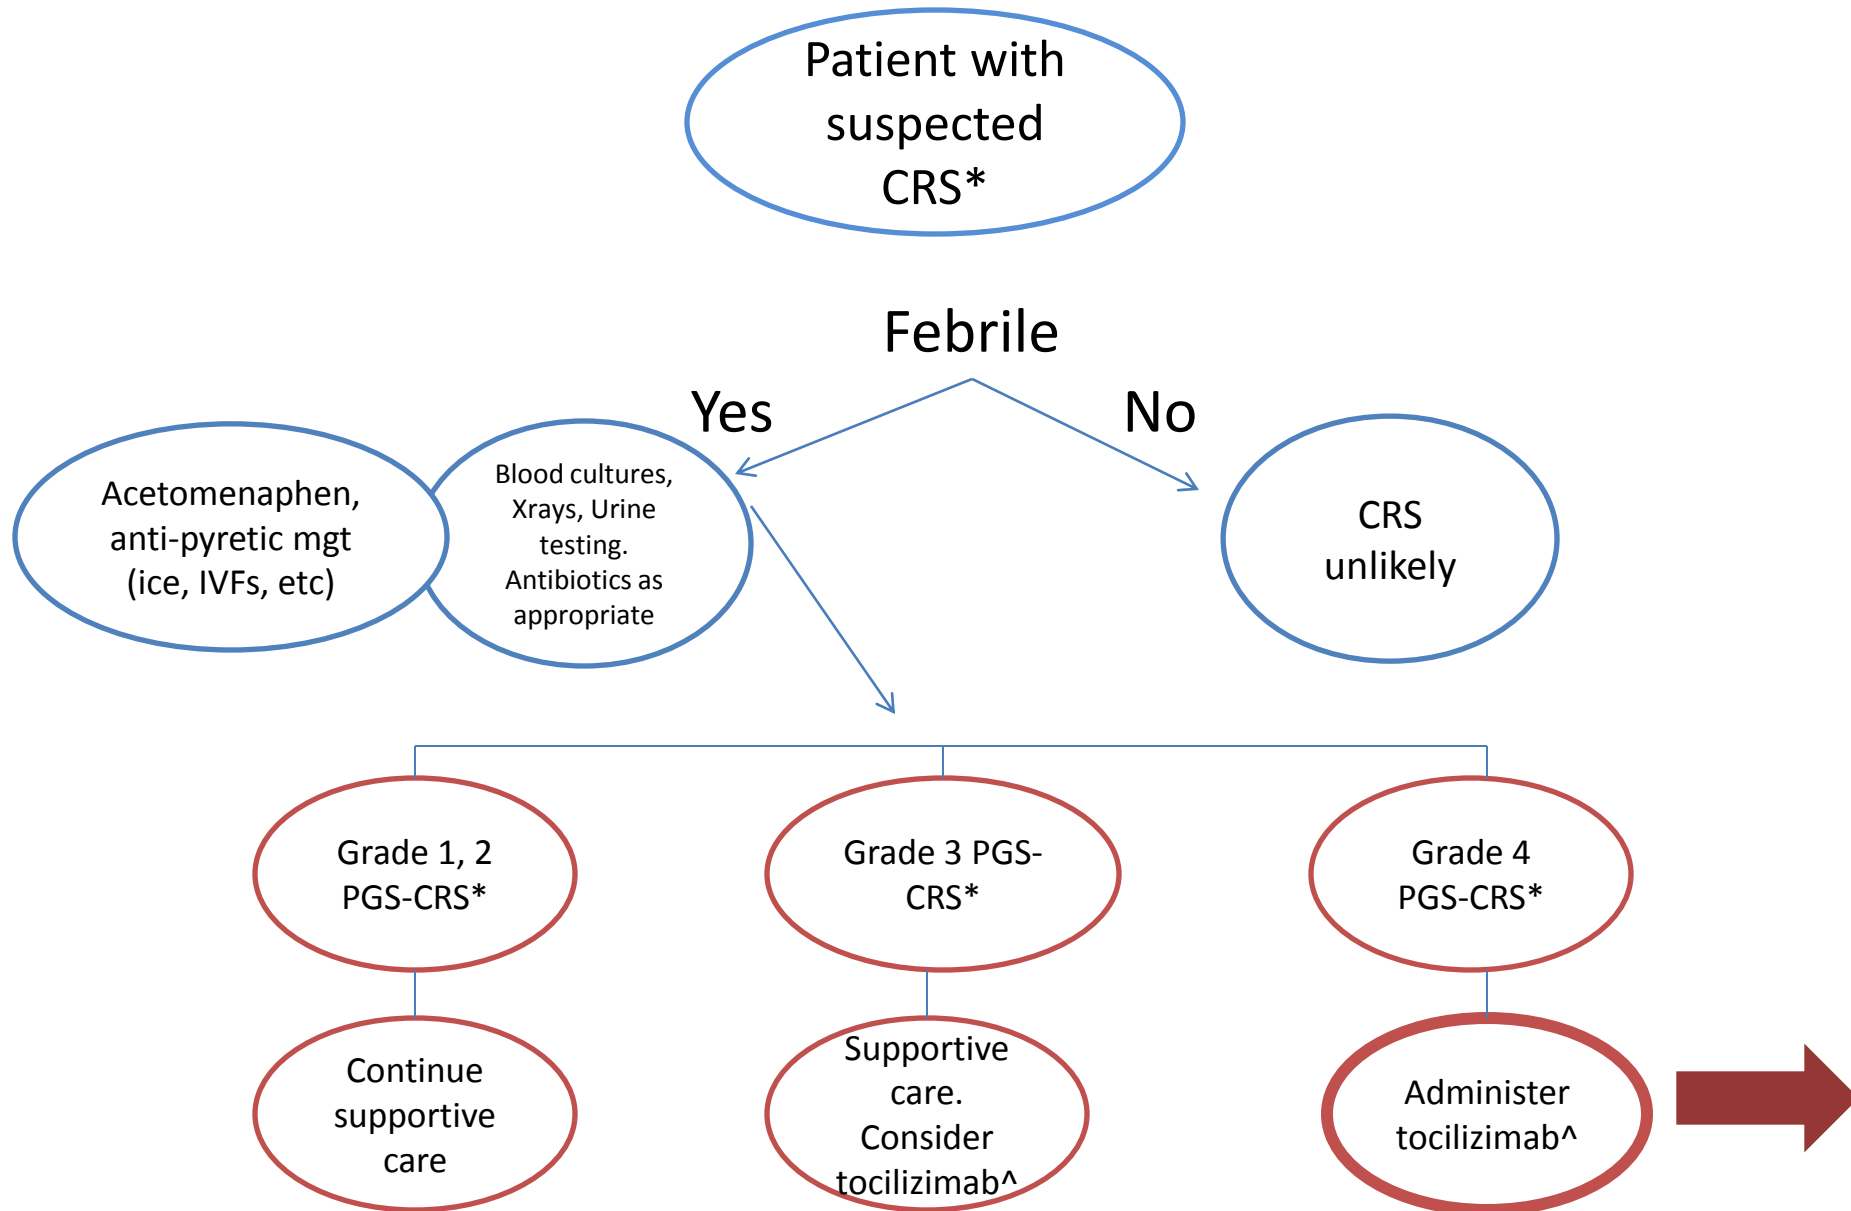 Patient with
suspected
CRS*
Febrile
Yes
No
Acetomenaphen,
anti-pyretic mgt
(ice, IVFs, etc)
Blood cultures,
Xrays, Urine
testing.
Antibiotics as
appropriate
CRS
unlikely
Grade 1, 2
PGS-CRS*
Grade 3 PGS-
CRS*
Grade 4
PGS-CRS*
Continue
supportive
care
Supportive
care.
Consider
tocilizimab^
Administer
tocilizimab^